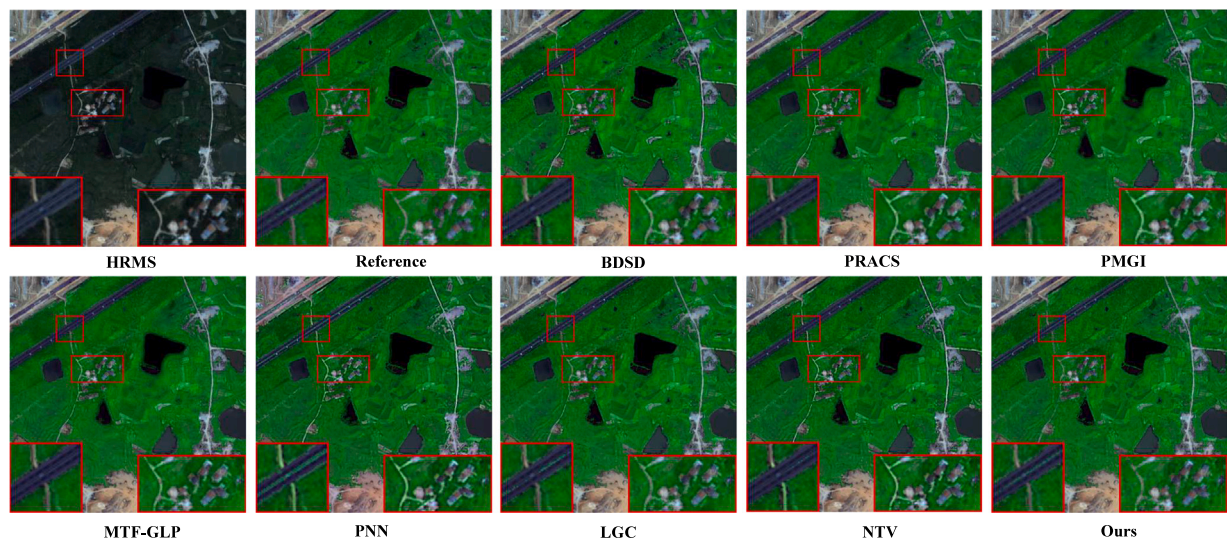 HRMS
Reference
BDSD
PRACS
PMGI
MTF-GLP
PNN
LGC
NTV
Ours